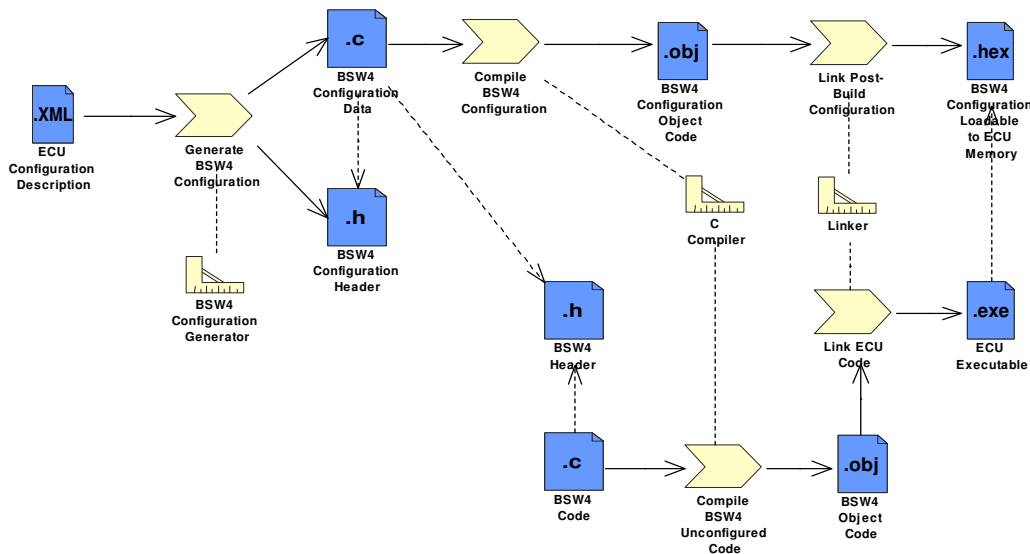 .XML
ECU
Configuration
Description
Generate
BSW4
Configuration
BSW4
Configuration
Generator
.c
BSW4
Configuration
Data
.h
BSW4
Configuration
Header
Compile
BSW4
Configuration
.obj
BSW4
Configuration
Object
Code
Link Post-
Build
Configuration
.hex
BSW4
Configuration
Loadable
to ECU
Memory
C
Compiler
Linker
.h
BSW4
Header
Link ECU
Code
.exe
ECU
Executable
.c
BSW4
Code
Compile
BSW4
Unconfigured
Code
.obj
BSW4
Object
Code